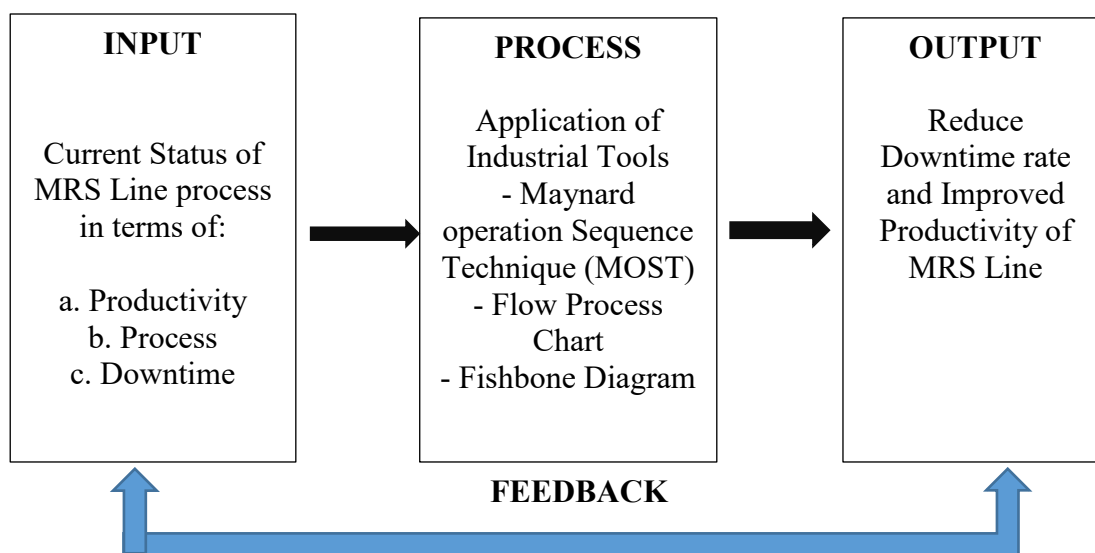 INPUT
Current Status of
MRS Line process
in terms of:
a. Productivity
b. Process
c. Downtime
PROCESS
Application of
Industrial Tools
- Maynard
operation Sequence
Technique (MOST)
- Flow Process
Chart
- Fishbone Diagram
OUTPUT
Reduce
Downtime rate
and Improved
Productivity of
MRS Line
FEEDBACK